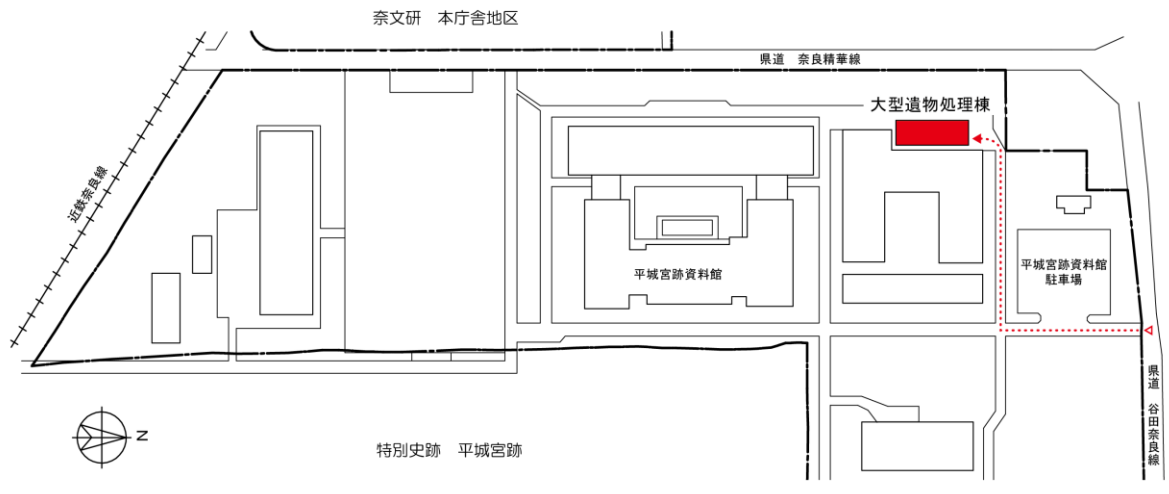 奈文研　本庁舎地区
県道　奈良精華線
大型遺物処理棟
近鉄奈良線
平城宮跡資料館
平城宮跡資料館
駐車場
県道　谷田奈良線
N
特別史跡　平城宮跡